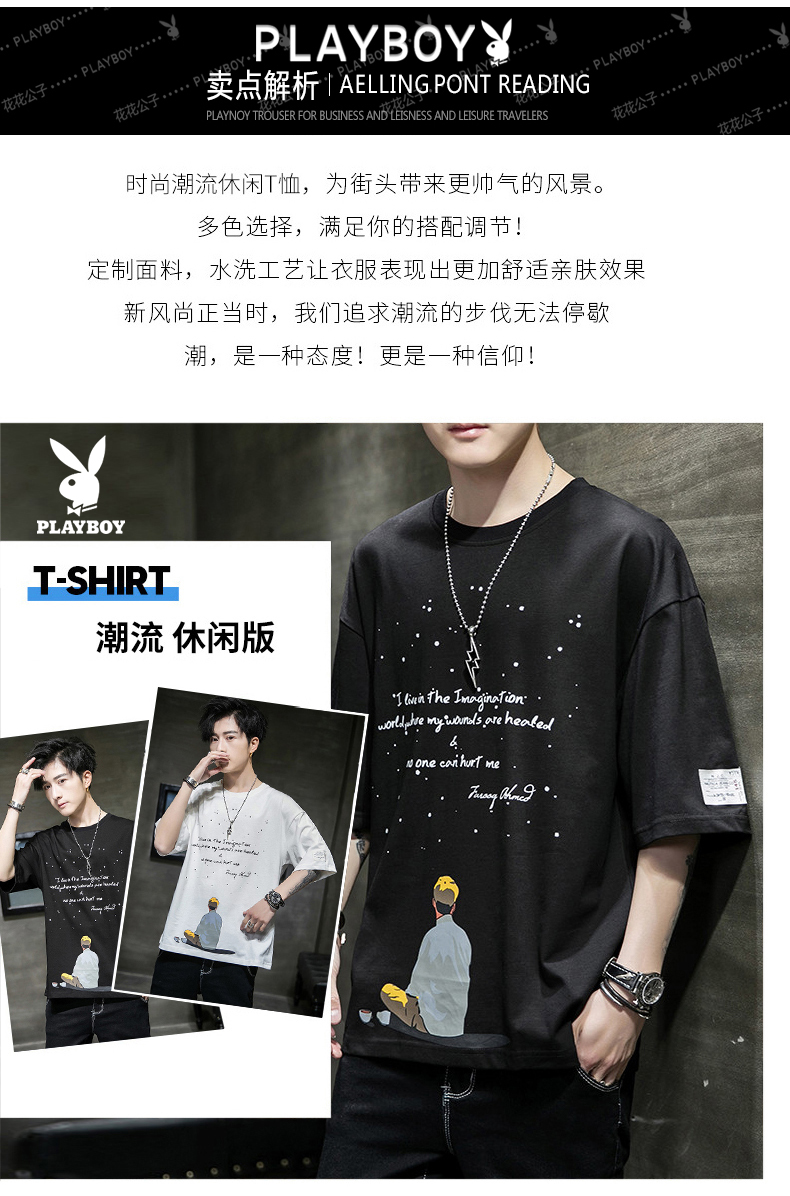 PLAYBOY
卖点解析 | AELLING PONT READING
PLAYNOY TROUSER FOR BUSINESS AND LEISNESS AND LEISURE TRAVELERS
时尚潮流休闲T恤，为街头带来更帅气的风景。
多色选择，满足你的搭配调节！
定制面料，水洗工艺让衣服表现出更加舒适亲肤效果
新风尚正当时，我们追求潮流的步伐无法停歇
潮，是一种态度！更是一种信仰！
PLAYBOY
T-SHIRT
潮流 休闲版
"I live in the Imagination
world where my wounds are healed
&
no one can hurt me
Farooq Ahmed